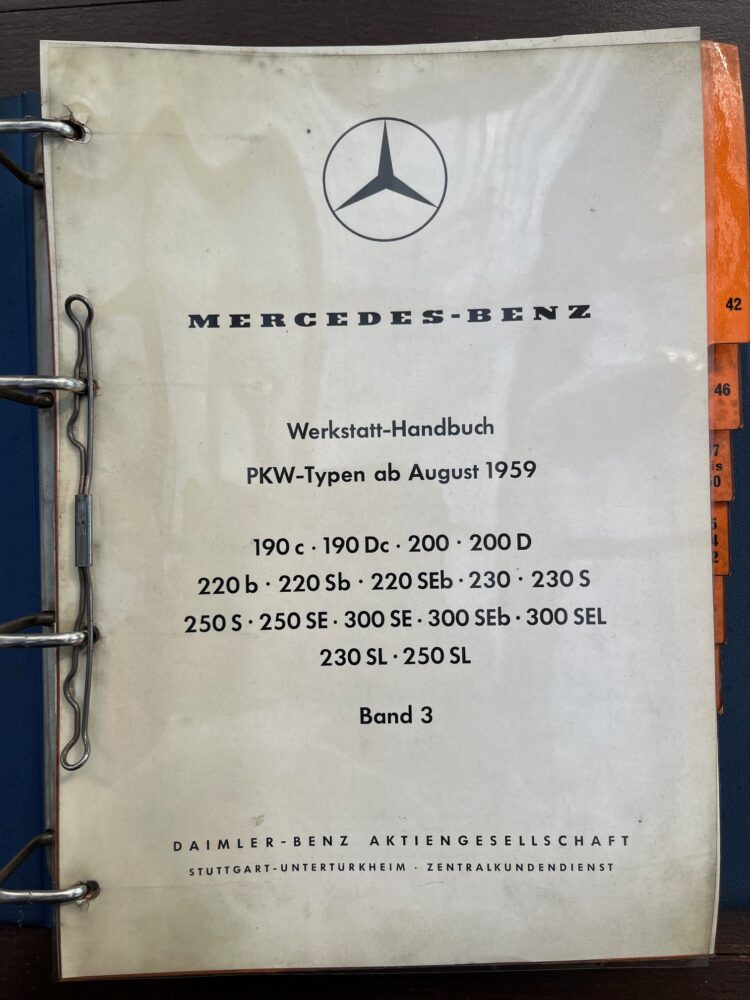 MERCEDES-BENZ
Werkstatt-Handbuch
PKW-Typen ab August 1959
190 c · 190 Dc · 200 · 200 D
220 b · 220 Sb · 220 SEb · 230 · 230 S
250 S · 250 SE · 300 SE · 300 SEb · 300 SEL
230 SL · 250 SL
Band 3
DAIMLER-BENZ AKTIENGESELLSCHAFT
STUTTGART-UNTERTÜRKHEIM · ZENTRALKUNDENDIENST
42
46